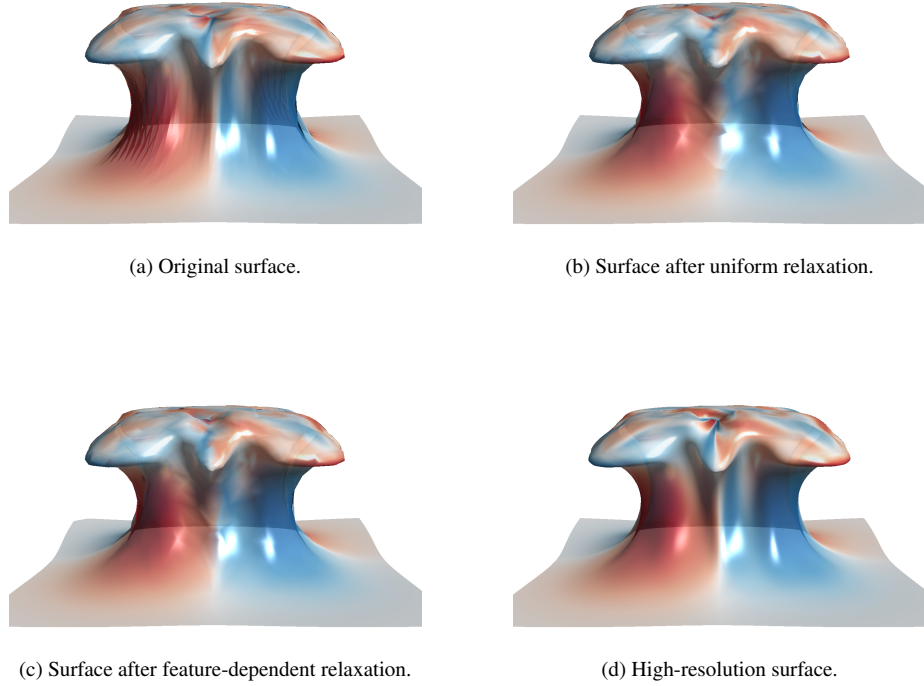 (a) Original surface.
(b) Surface after uniform relaxation.
(c) Surface after feature-dependent relaxation.
(d) High-resolution surface.